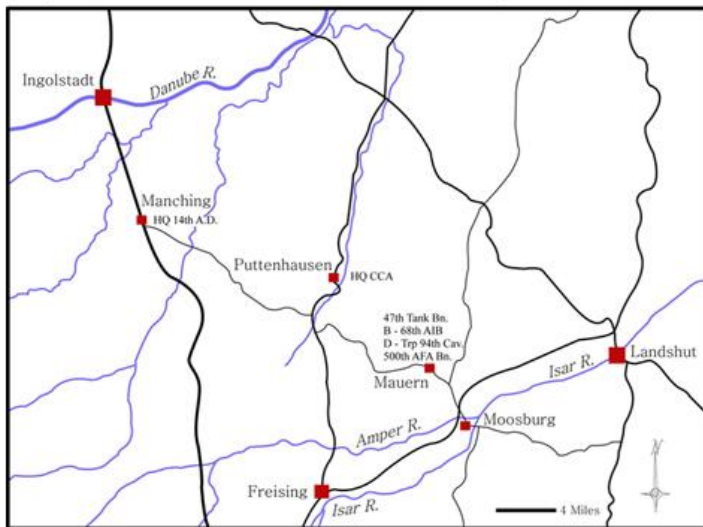 Ingolstadt
Danube R.
Manching
HQ 14th A.D.
Puttenhausen
HQ CCA
47th Tank Bn.
B - 68th AIB
D - Trp 94th Cav.
500th AFA Bn.
Mauern
Landshut
Isar R.
Amper R.
Moosburg
Freising
Isar R.
N
4 Miles